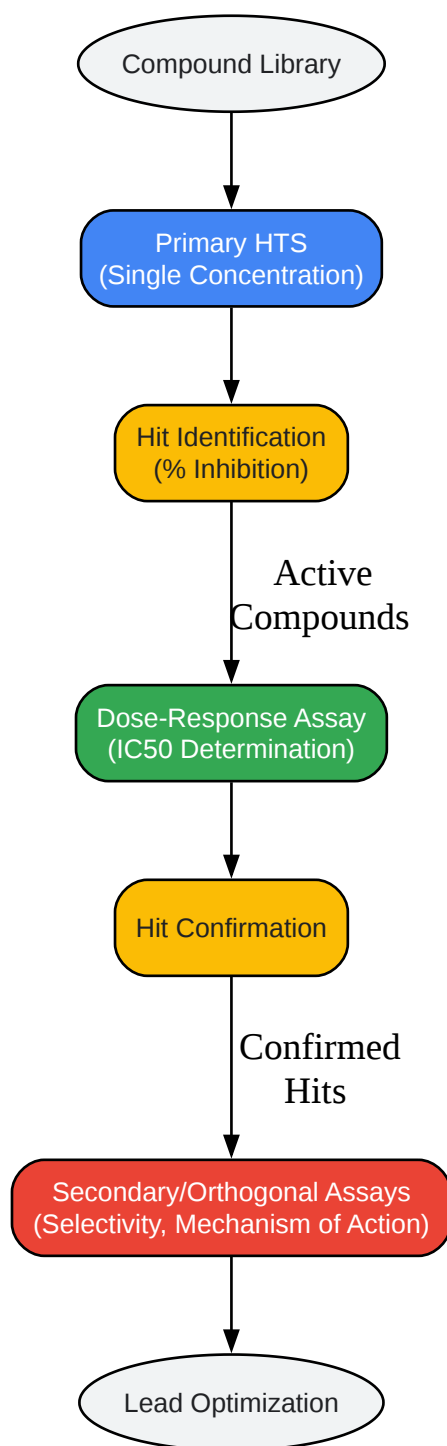 Compound Library
Primary HTS
(Single Concentration)
Hit Identification
(% Inhibition)
Active
Compounds
Dose-Response Assay
(IC50 Determination)
Hit Confirmation
Confirmed
Hits
Secondary/Orthogonal Assays
(Selectivity, Mechanism of Action)
Lead Optimization